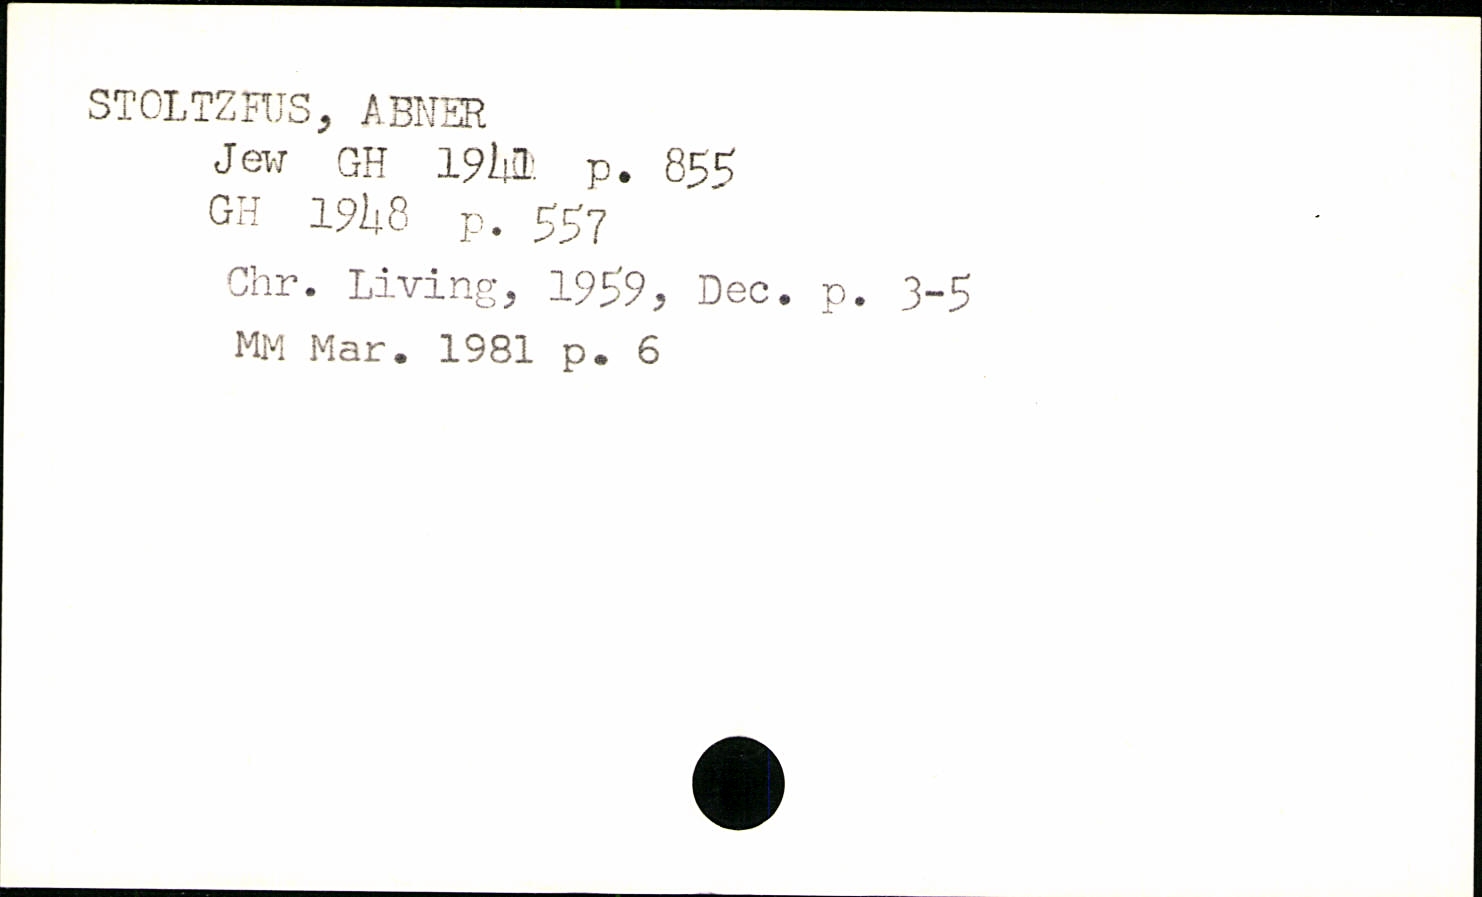 STOLTZFUS, ABNER
Jew GH 1941 p. 855
GH 1948 p. 557
Chr. Living, 1959, Dec. p. 3-5
MM Mar. 1981 p. 6